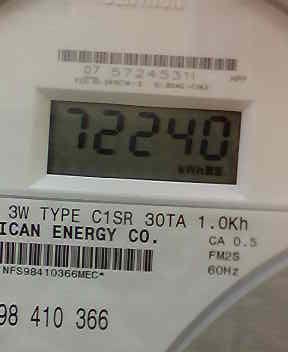 07 572453
72240
kWh
3W TYPE C1SR 30TA 1.0Kh
ICAN ENERGY CO.
CA 0.5
FM2S
60Hz
NFS98410366MEC*
98 410 366